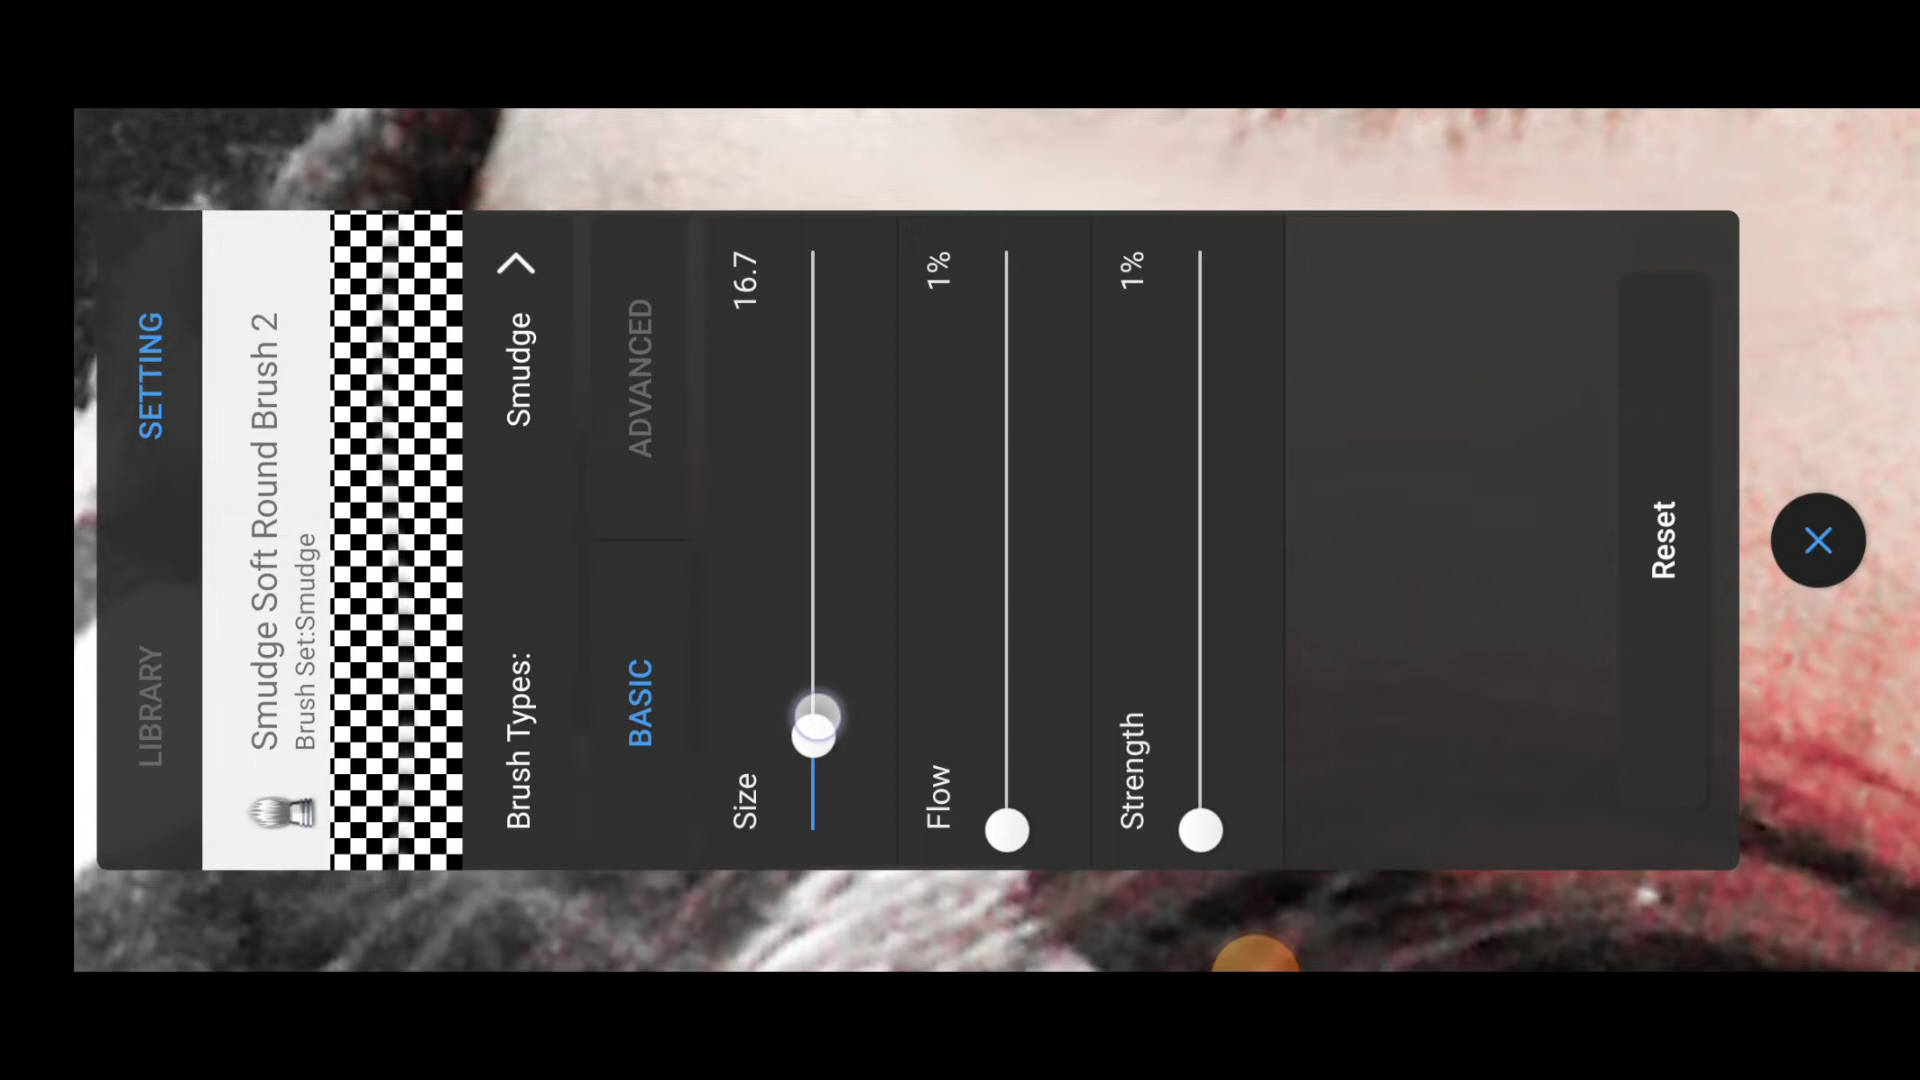 LIBRARY SETTING
Smudge Soft Round Brush 2
Brush Set:Smudge
Brush Types: Smudge
BASIC ADVANCED
Size 16.7
Flow 1%
Strength 1%
Reset